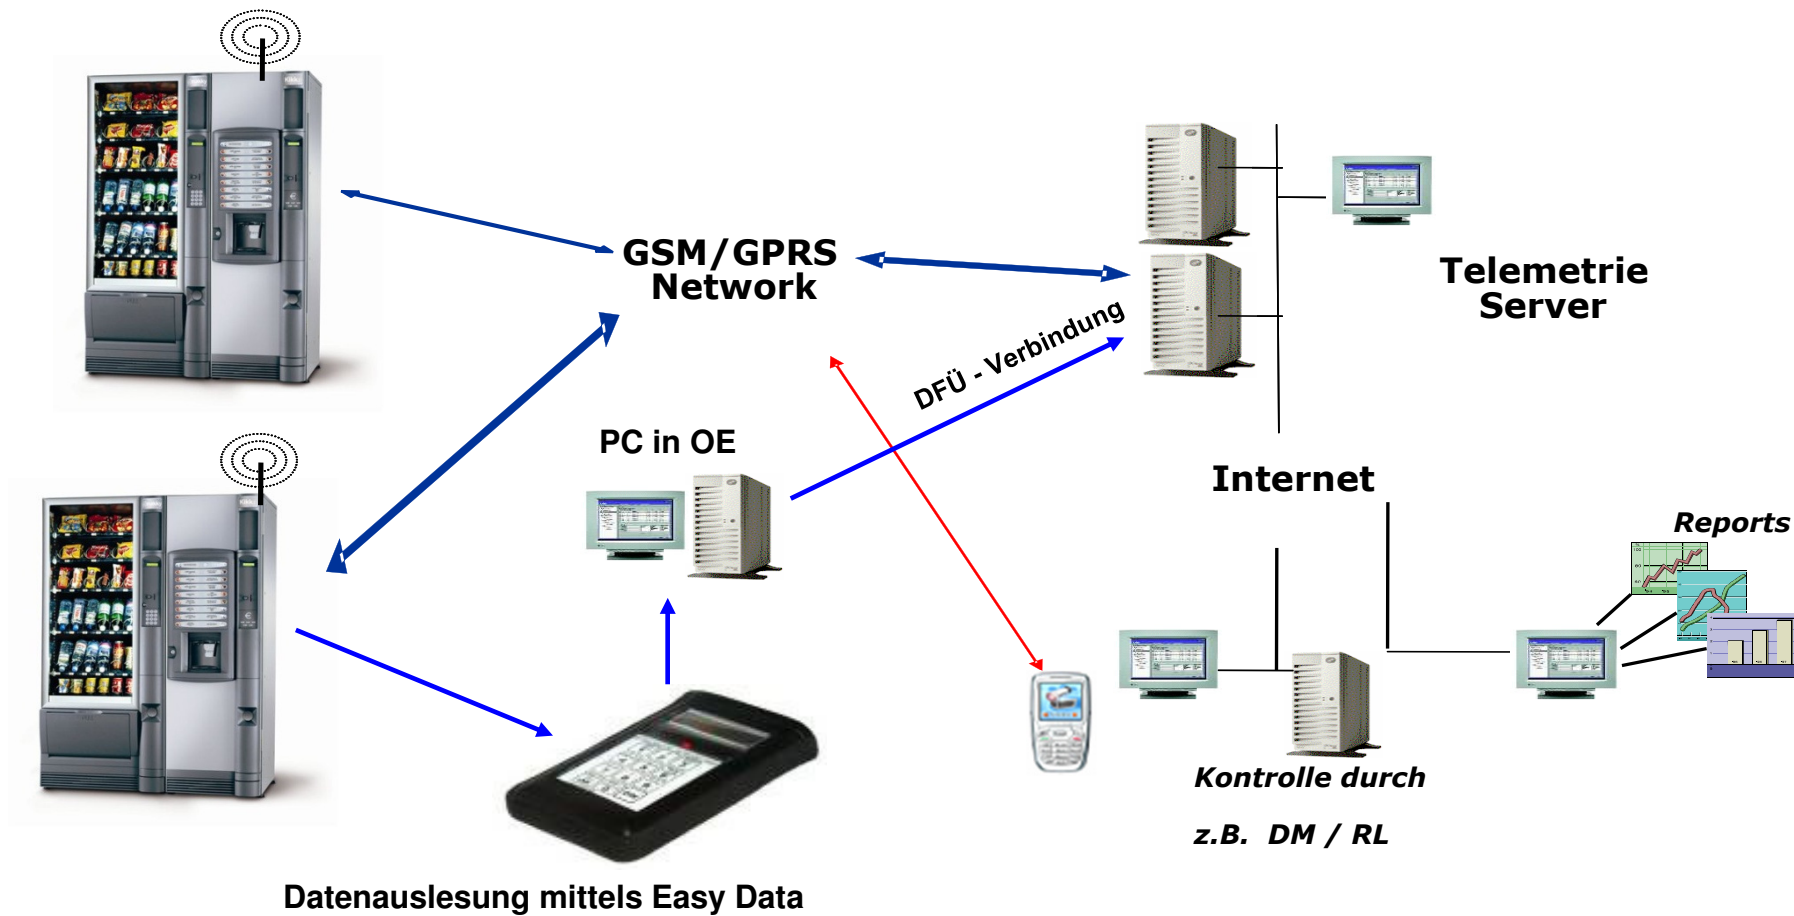 GSM/GPRS
Network
Telemetrie
Server
DFÜ - Verbindung
PC in OE
Internet
Reports
Kontrolle durch
z.B. DM / RL
Datenauslesung mittels Easy Data